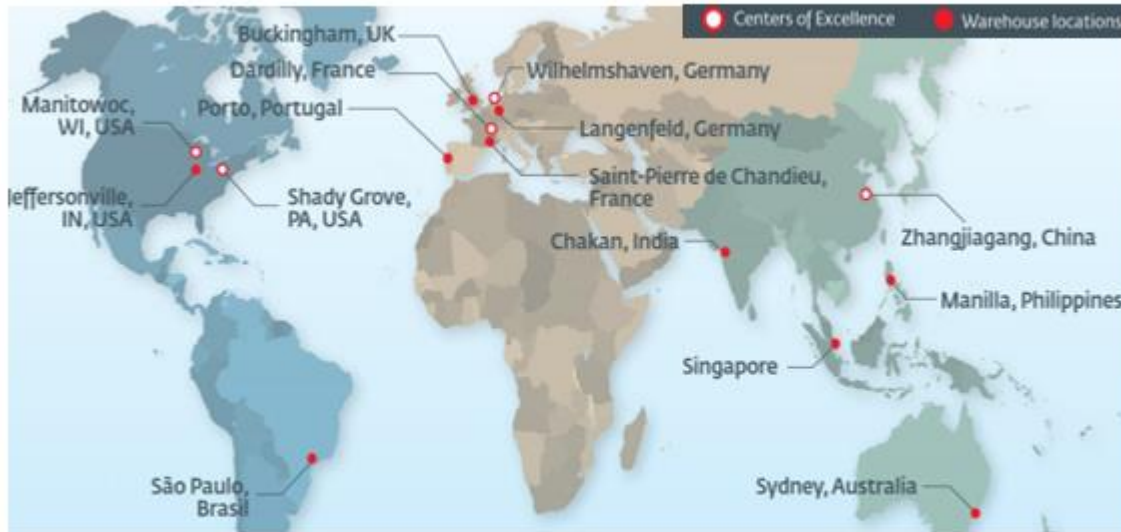 Centers of Excellence
Warehouse locations
Buckingham, UK
Dardilly, France
Wilhelmshaven, Germany
Manitowoc,
WI, USA
Porto, Portugal
Langenfeld, Germany
Jeffersonville,
IN, USA
Shady Grove,
PA, USA
Saint-Pierre de Chandieu,
France
Chakan, India
Zhangjiagang, China
Manilla, Philippines
Singapore
São Paulo,
Brasil
Sydney, Australia